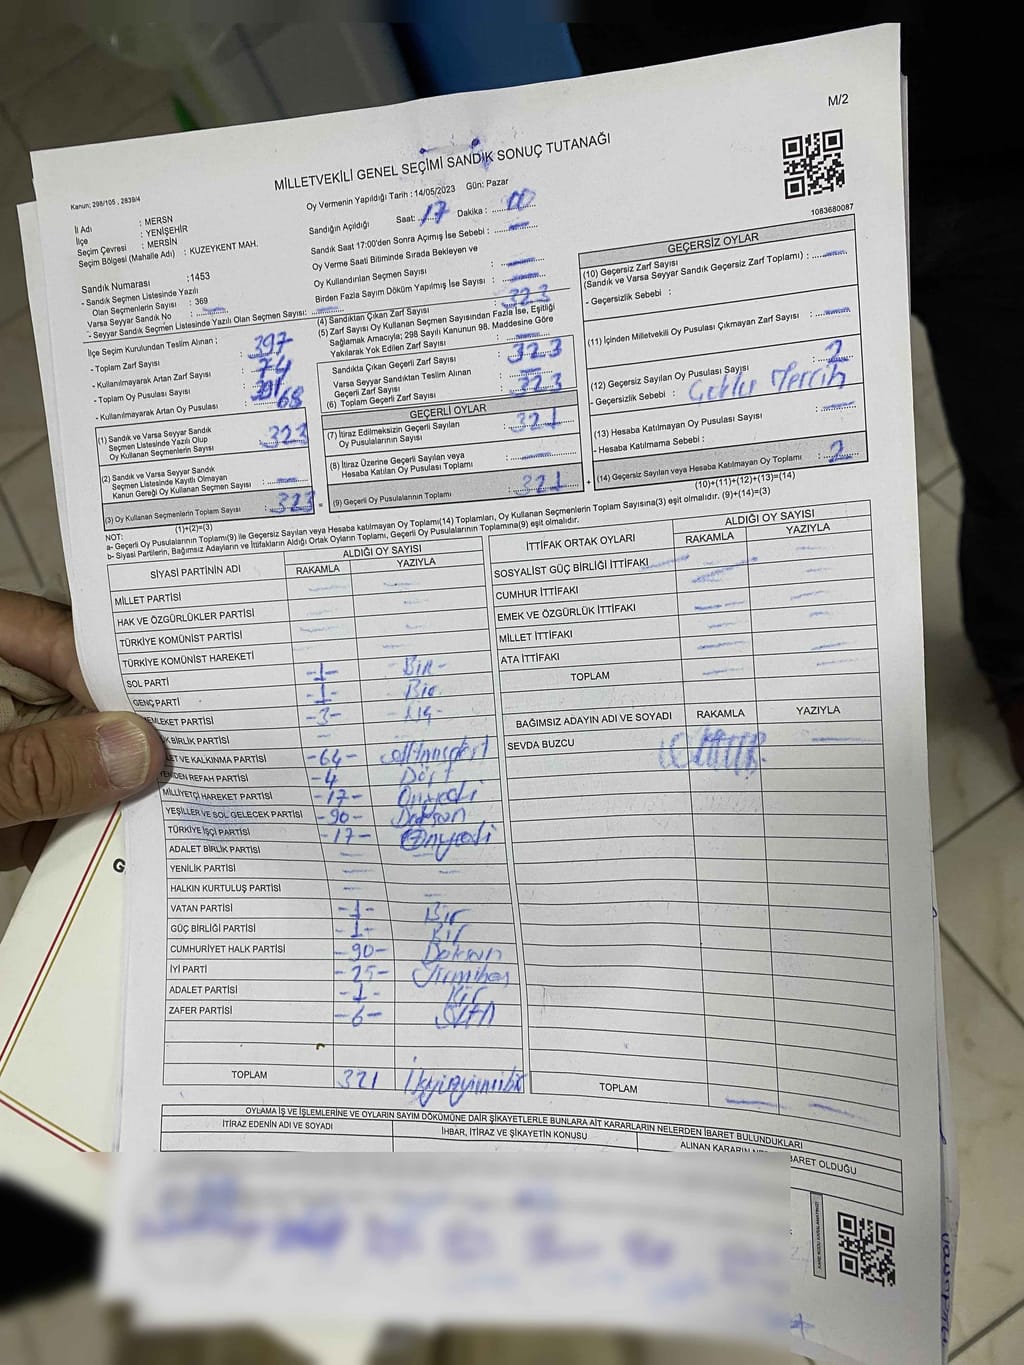 M/2
MİLLETVEKİLİ GENEL SEÇİMİ SANDIK SONUÇ TUTANAĞI
Kanun; 298/105 , 2839/4
1083680087
İl Adı : MERSN
İlçe : YENİŞEHİR
Seçim Çevresi : MERSİN
Seçim Bölgesi (Mahalle Adı) : KUZEYKENT MAH.
Sandık Numarası :1453
- Sandık Seçmen Listesinde Yazılı
Olan Seçmenlerin Sayısı : 369
Varsa Seyyar Sandık No :
- Seyyar Sandık Seçmen Listesinde Yazılı Olan Seçmen Sayısı:
İlçe Seçim Kurulundan Teslim Alınan ;
- Toplam Zarf Sayısı : 397
- Kullanılmayarak Artan Zarf Sayısı : 74
- Toplam Oy Pusulası Sayısı :
- Kullanılmayarak Artan Oy Pusulası : 68
(1) Sandık ve Varsa Seyyar Sandık
Seçmen Listesinde Yazılı Olup
Oy Kullanan Seçmenlerin Sayısı : 323
(2) Sandık ve Varsa Seyyar Sandık
Seçmen Listesinde Kayıtlı Olmayan
Kanun Gereği Oy Kullanan Seçmen Sayısı :
(3) Oy Kullanan Seçmenlerin Toplam Sayısı : 323
(1)+(2)=(3)
Oy Vermenin Yapıldığı Tarih : 14/05/2023 Gün: Pazar
Sandığın Açıldığı Saat: 17 Dakika : 00
Sandık Saat 17:00'den Sonra Açımış İse Sebebi :
Oy Verme Saati Bitiminde Sırada Bekleyen ve
Oy Kullandırılan Seçmen Sayısı :
Birden Fazla Sayım Döküm Yapılmış İse Sayısı :
(4) Sandıktan Çıkan Zarf Sayısı : 323
(5) Zarf Sayısı Oy Kullanan Seçmen Sayısından Fazla İse, Eşitliği
Sağlamak Amacıyla; 298 Sayılı Kanunun 98. Maddesine Göre
Yakılarak Yok Edilen Zarf Sayısı :
Sandıkta Çıkan Geçerli Zarf Sayısı : 323
Varsa Seyyar Sandıktan Teslim Alınan
Geçerli Zarf Sayısı :
(6) Toplam Geçerli Zarf Sayısı : 323
GEÇERLİ OYLAR
(7) İtiraz Edilmeksizin Geçerli Sayılan
Oy Pusulalarının Sayısı : 321
(8) İtiraz Üzerine Geçerli Sayılan veya
Hesaba Katılan Oy Pusulası Toplamı :
(9) Geçerli Oy Pusulalarının Toplamı : 321
GEÇERSİZ OYLAR
(10) Geçersiz Zarf Sayısı
(Sandık ve Varsa Seyyar Sandık Geçersiz Zarf Toplamı) :
- Geçersizlik Sebebi :
(11) İçinden Milletvekili Oy Pusulası Çıkmayan Zarf Sayısı :
(12) Geçersiz Sayılan Oy Pusulası Sayısı : 2
- Geçersizlik Sebebi : Çoklu Tercih
(13) Hesaba Katılmayan Oy Pusulası Sayısı :
- Hesaba Katılmama Sebebi :
(14) Geçersiz Sayılan veya Hesaba Katılmayan Oy Toplamı : 2
(10)+(11)+(12)+(13)=(14)
NOT:
a- Geçerli Oy Pusulalarının Toplamı(9) ile Geçersiz Sayılan veya Hesaba katılmayan Oy Toplamı(14) Toplamları, Oy Kullanan Seçmenlerin Toplam Sayısına(3) eşit olmalıdır. (9)+(14)=(3)
b- Siyasi Partilerin, Bağımsız Adayların ve İttifakların Aldığı Ortak Oyların Toplamı, Geçerli Oy Pusulalarının Toplamına(9) eşit olmalıdır.
SİYASİ PARTİNİN ADI ALDIĞI OY SAYISI
RAKAMLA YAZIYLA
MİLLET PARTİSİ
HAK VE ÖZGÜRLÜKLER PARTİSİ
TÜRKİYE KOMÜNİST PARTİSİ
TÜRKİYE KOMÜNİST HAREKETİ
SOL PARTİ -1- Bir-
GENÇ PARTİ -1- Bir
MEMLEKET PARTİSİ -3- Üç-
BİRLİK PARTİSİ
VE KALKINMA PARTİSİ -64- Altmışdört
YENİDEN REFAH PARTİSİ -4 Dört
MİLLİYETÇİ HAREKET PARTİSİ -17- Onyedi
YEŞİLLER VE SOL GELECEK PARTİSİ -90- Doksan
TÜRKİYE İŞÇİ PARTİSİ -17- Onyedi
ADALET BİRLİK PARTİSİ
YENİLİK PARTİSİ
HALKIN KURTULUŞ PARTİSİ
VATAN PARTİSİ -1- Bir
GÜÇ BİRLİĞİ PARTİSİ -1- Bir
CUMHURİYET HALK PARTİSİ -90- Doksan
İYİ PARTİ -25- Yirmibeş
ADALET PARTİSİ -1- Bir
ZAFER PARTİSİ -6- Altı
TOPLAM 321
İTTİFAK ORTAK OYLARI ALDIĞI OY SAYISI
RAKAMLA YAZIYLA
SOSYALİST GÜÇ BİRLİĞİ İTTİFAKI
CUMHUR İTTİFAKI
EMEK VE ÖZGÜRLÜK İTTİFAKI
MİLLET İTTİFAKI
ATA İTTİFAKI
TOPLAM
BAĞIMSIZ ADAYIN ADI VE SOYADI RAKAMLA YAZIYLA
SEVDA BUZCU
TOPLAM
OYLAMA İŞ VE İŞLEMLERİNE VE OYLARIN SAYIM DÖKÜMÜNE DAİR ŞİKAYETLERLE BUNLARA AİT KARARLARIN NELERDEN İBARET BULUNDUKLARI
İTİRAZ EDENİN ADI VE SOYADI İHBAR, İTİRAZ VE ŞİKAYETİN KONUSU ALINAN KARARIN İBARET OLDUĞU